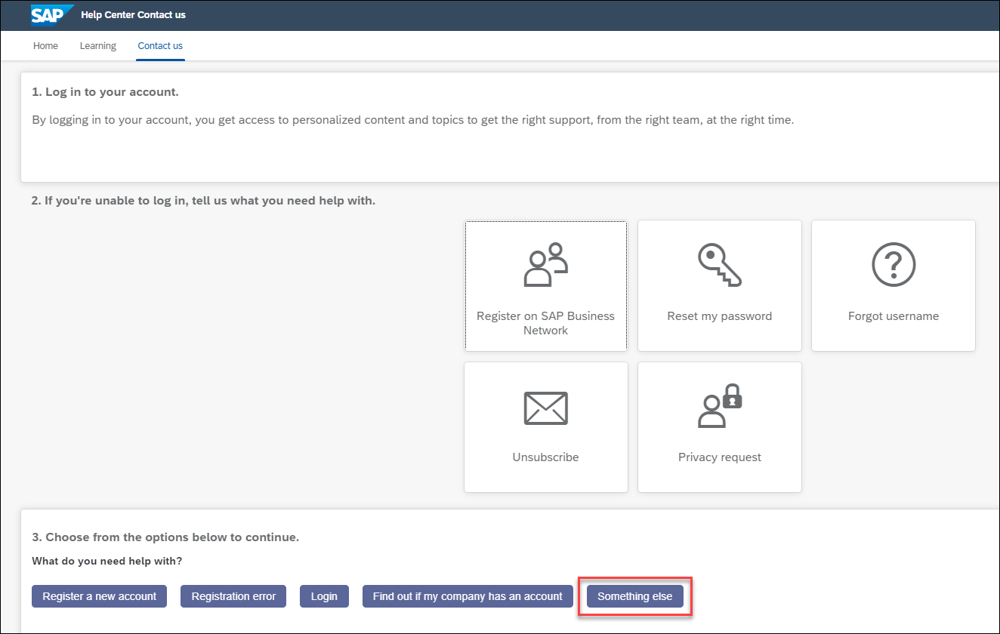 SAP Help Center Contact us
Home Learning Contact us
1. Log in to your account.
By logging in to your account, you get access to personalized content and topics to get the right support, from the right team, at the right time.
2. If you're unable to log in, tell us what you need help with.
Register on SAP Business
Network
Reset my password
Forgot username
Unsubscribe
Privacy request
3. Choose from the options below to continue.
What do you need help with?
Register a new account Registration error Login Find out if my company has an account Something else